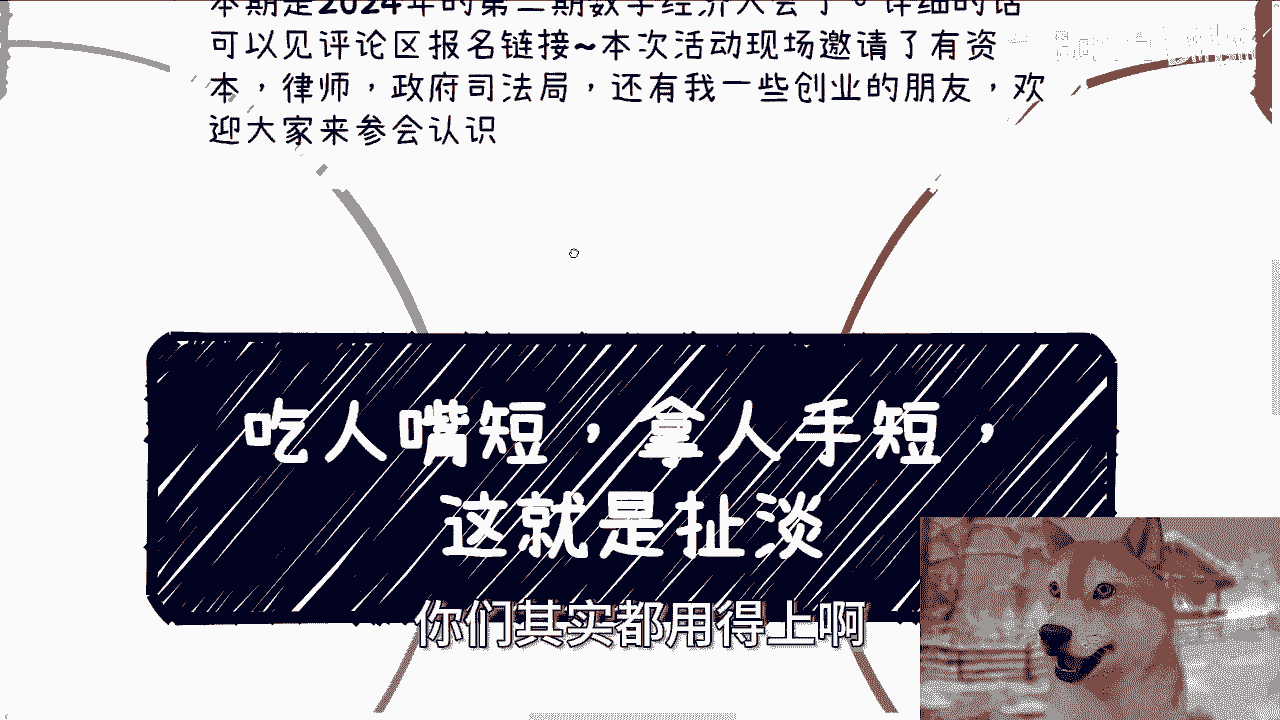 本期是2024年的第二期数字经济大会了。详细的话
可以见评论区报名链接~本次活动现场邀请了有资
本，律师，政府司法局，还有我一些创业的朋友，欢
迎大家来参会认识
吃人嘴短，拿人手短，
这就是扯淡
你们其实都用得上啊